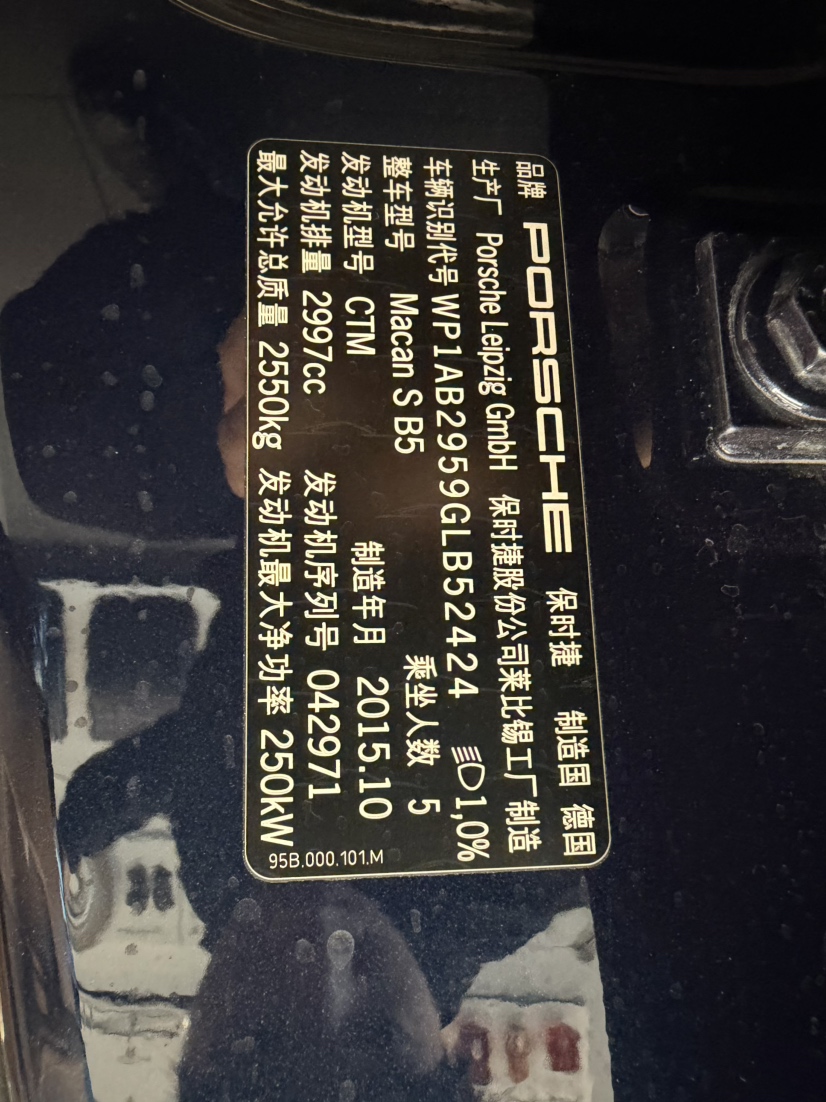 品牌 PORSCHE 保时捷 制造国 德国
生产厂 Porsche Leipzig GmbH 保时捷股份公司莱比锡工厂制造
车辆识别代号 WP1AB2959GLB52424 1,0%
整车型号 Macan S B5 乘坐人数 5
发动机型号 CTM 制造年月 2015.10
发动机排量 2997cc 发动机序列号 042971
最大允许总质量 2550kg 发动机最大净功率 250kW
95B.000.101.M